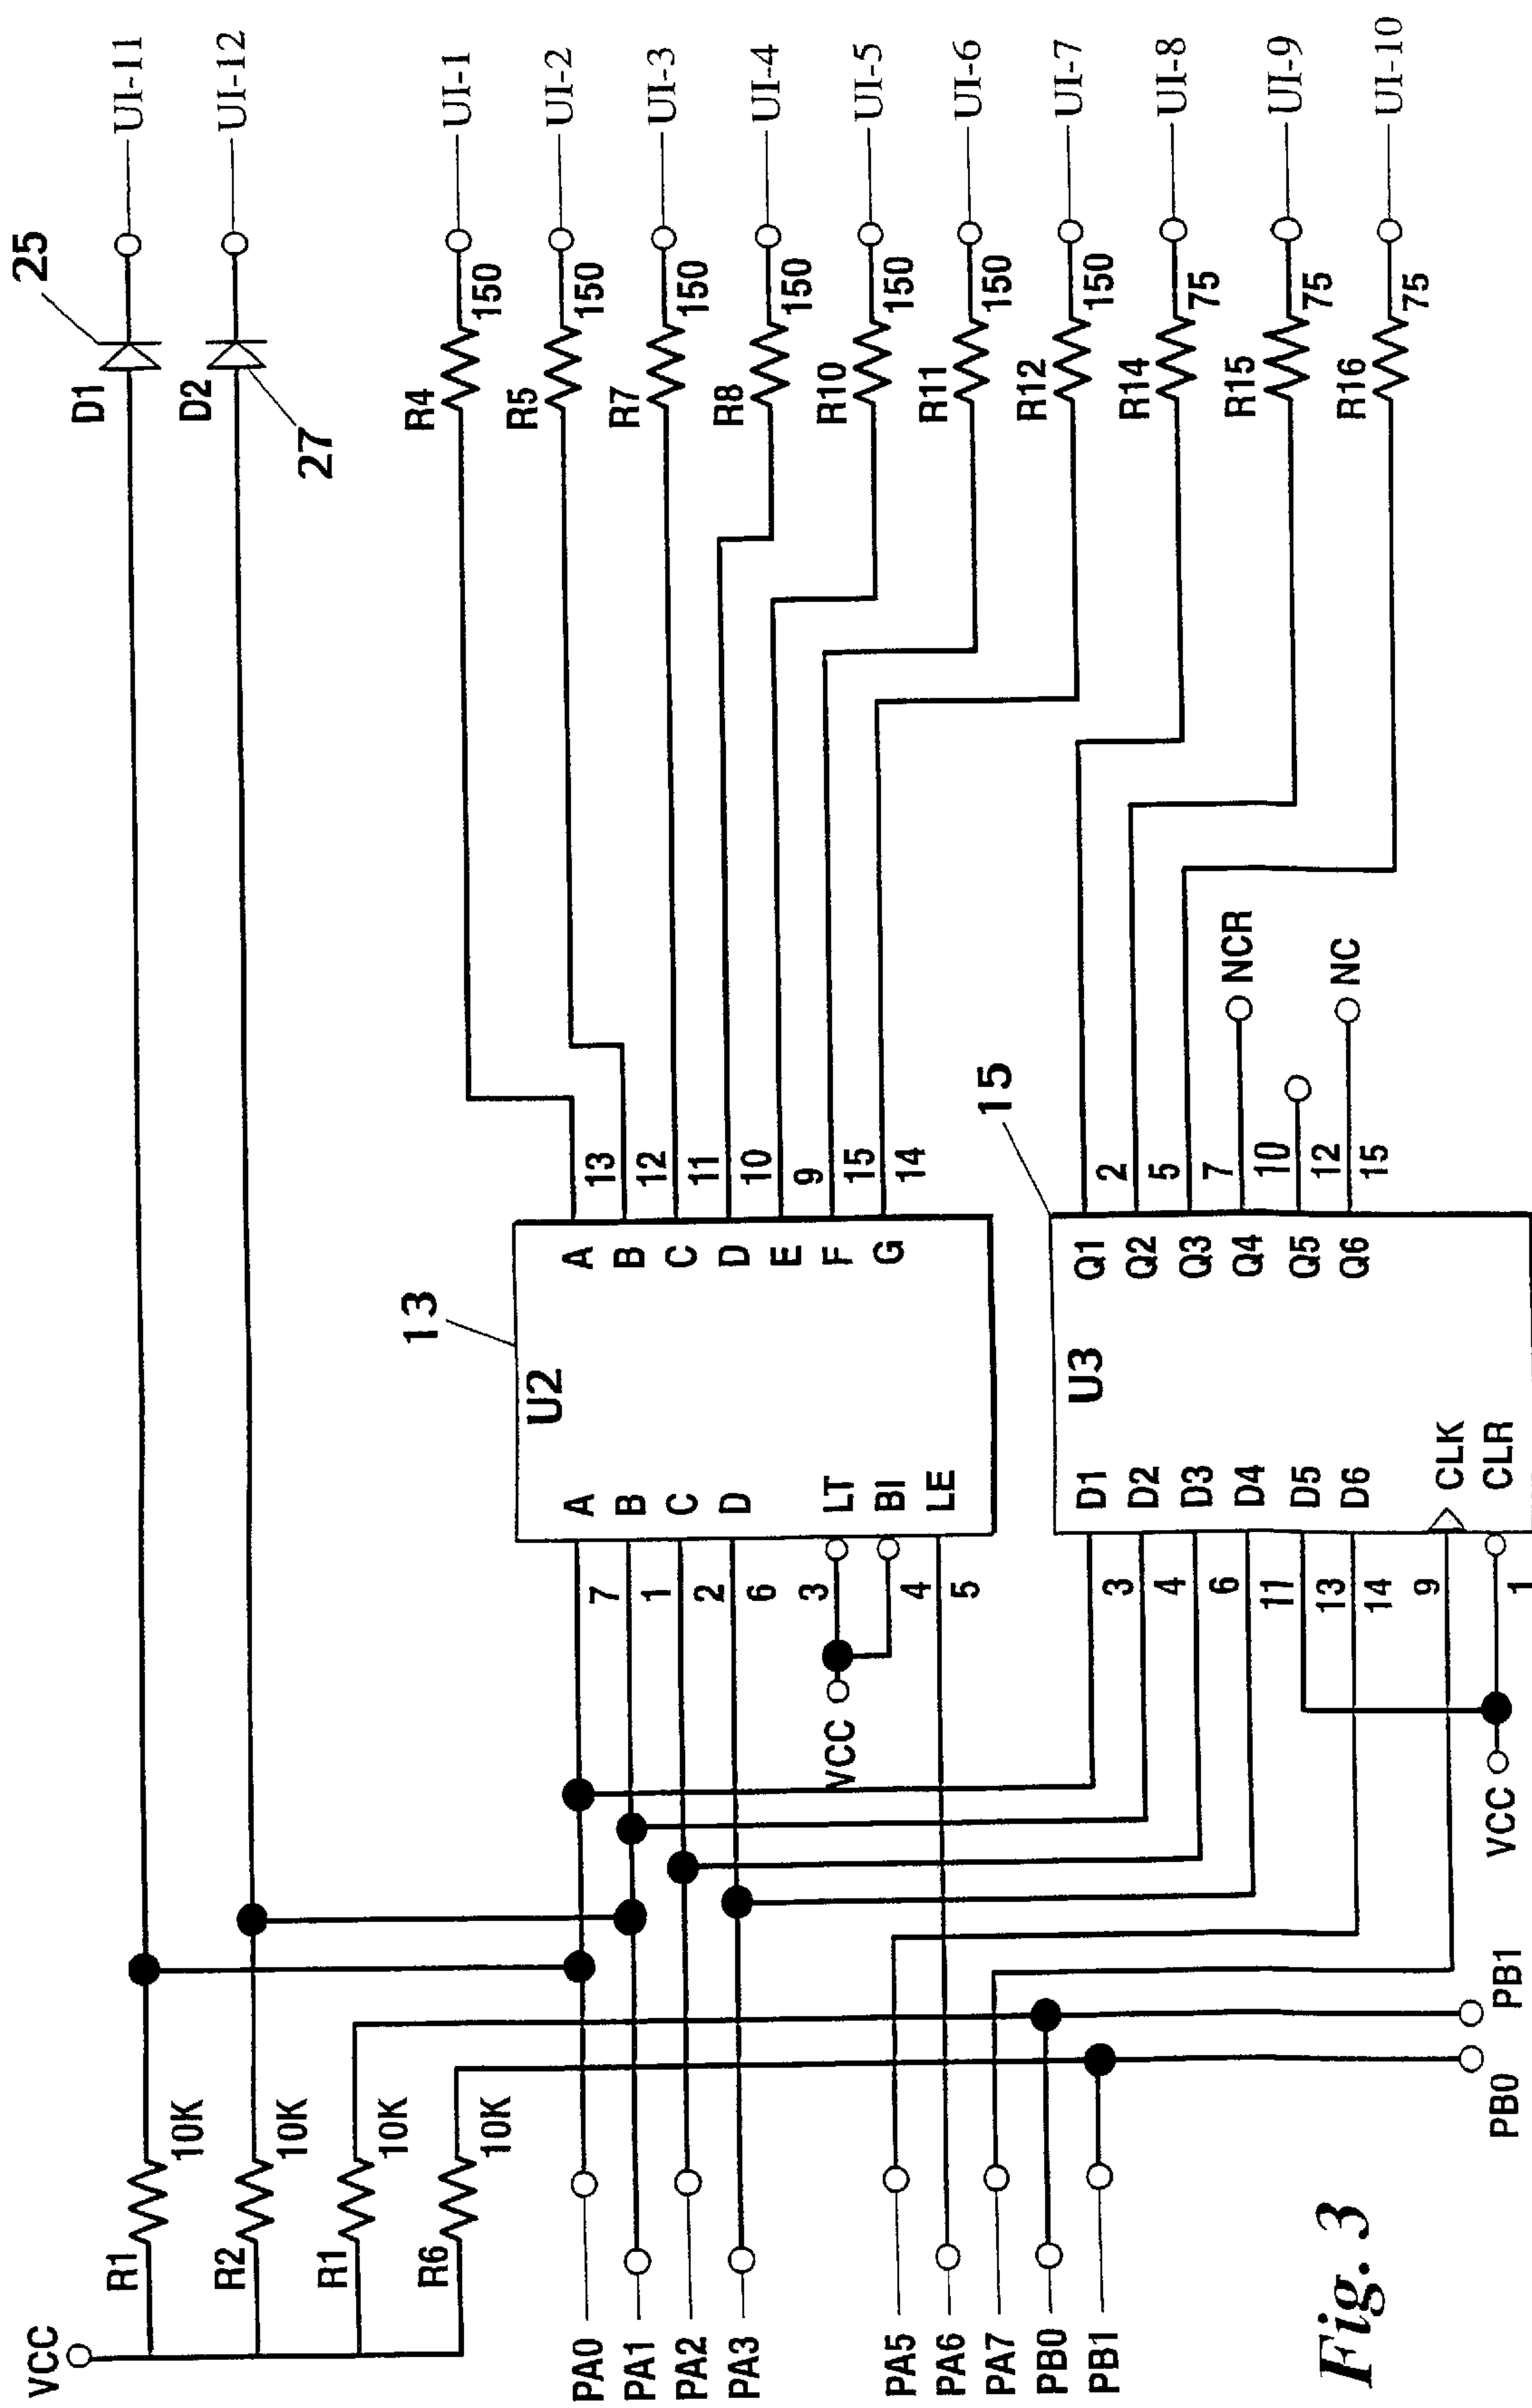 VCC
R1
10K
D1
25
UI-11
R2
10K
D2
27
UI-12
R1
10K
R6
10K
R4
150
UI-1
R5
150
UI-2
R7
150
UI-3
R8
150
UI-4
R10
150
UI-5
R11
150
UI-6
R12
150
UI-7
R14
75
UI-8
R15
75
UI-9
R16
75
UI-10
13
U2
A
B
C
D
LT
BI
LE
A
B
C
D
E
F
G
7
1
2
6
3
4
5
13
12
11
10
9
15
14
VCC
PA0
PA1
PA2
PA3
PA5
PA6
PA7
PB0
PB1
15
U3
D1
D2
D3
D4
D5
D6
CLK
CLR
Q1
Q2
Q3
Q4
Q5
Q6
3
4
6
11
13
14
9
1
2
5
7
10
12
15
NCR
NC
VCC
PB0
PB1
Fig. 3